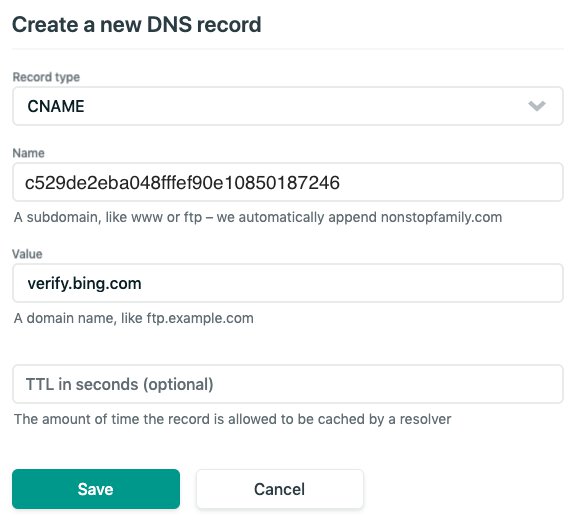 Create a new DNS record
Record type
CNAME
Name
c529de2eba048fffef90e10850187246
A subdomain, like www or ftp – we automatically append nonstopfamily.com
Value
verify.bing.com
A domain name, like ftp.example.com
TTL in seconds (optional)
The amount of time the record is allowed to be cached by a resolver
Save
Cancel